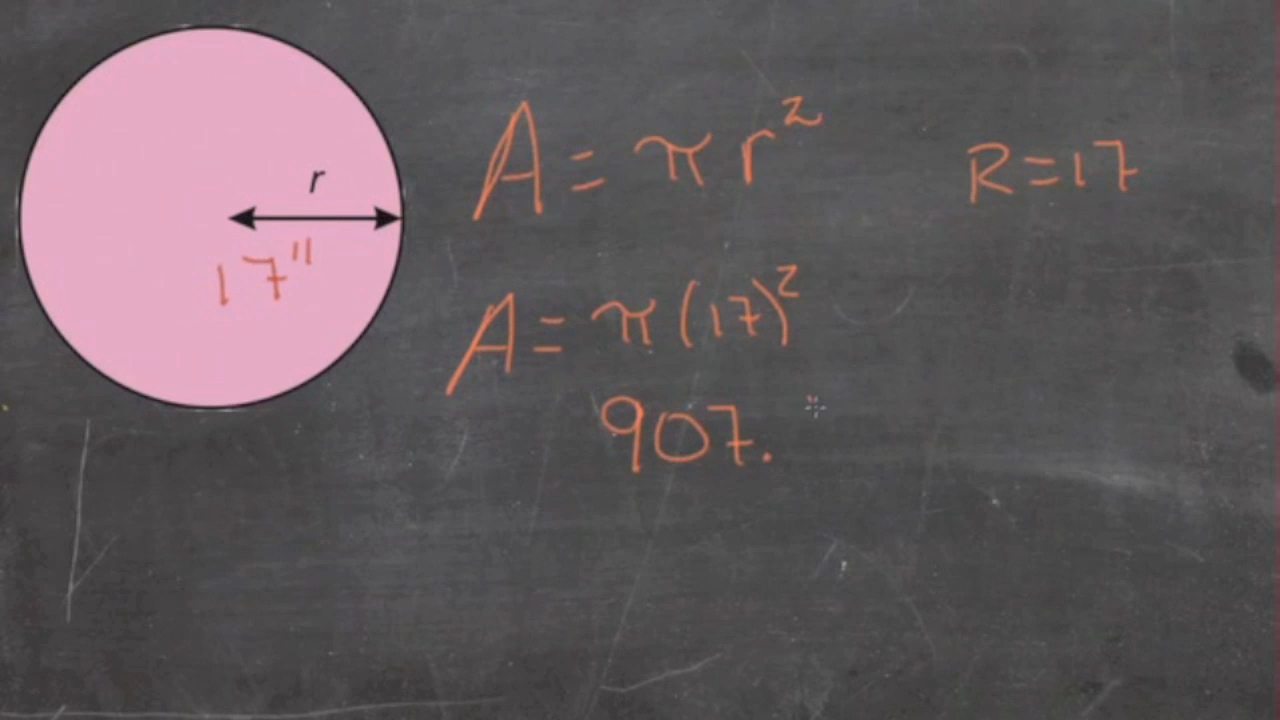 r
17"
A = πr²
R = 17
A = π(17)²
907.